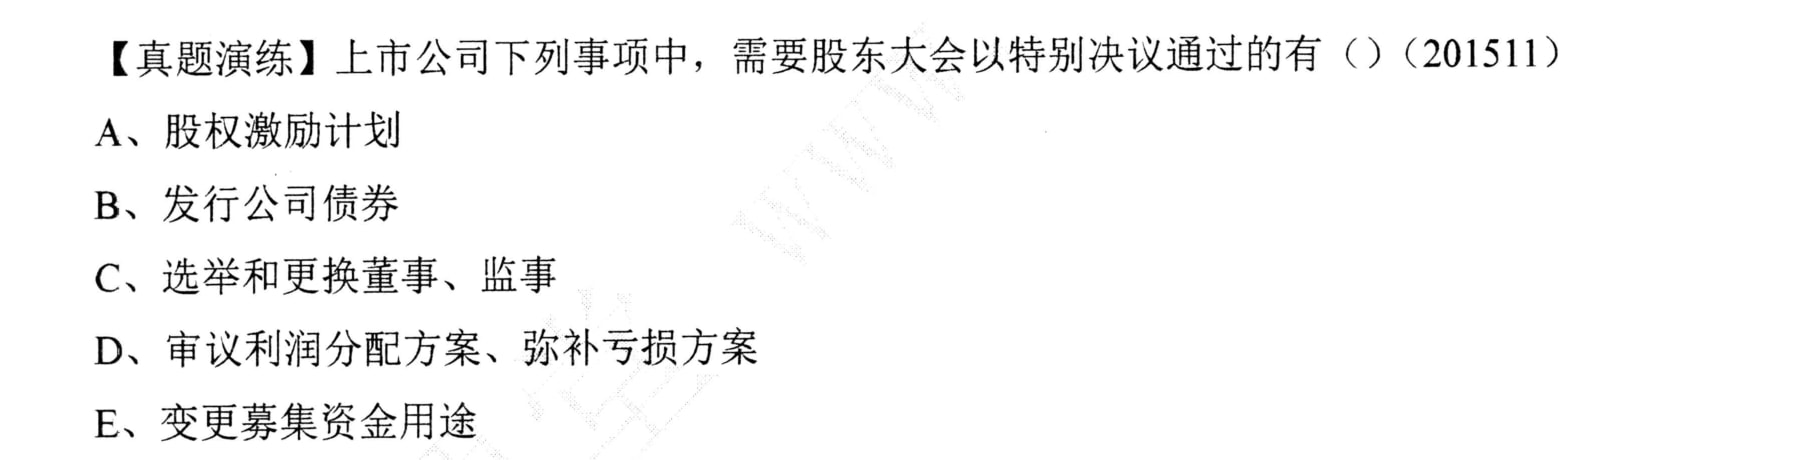 【真题演练】上市公司下列事项中，需要股东大会以特别决议通过的有（）（201511）
A、股权激励计划
B、发行公司债券
C、选举和更换董事、监事
D、审议利润分配方案、弥补亏损方案
E、变更募集资金用途
www